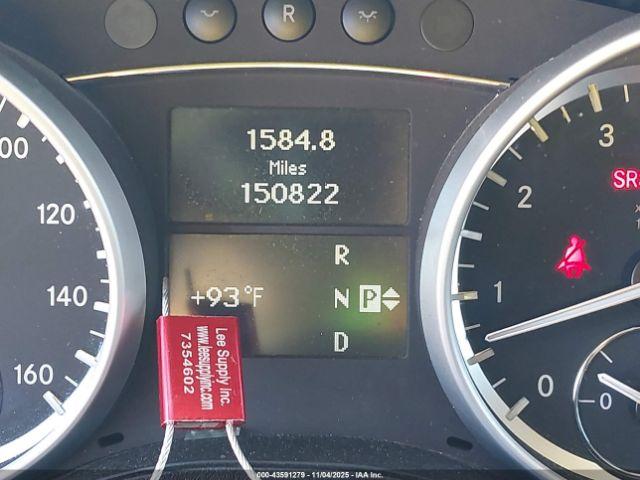 R
1584.8
Miles
150822
R
+93°F
N P
D
Lee Supply Inc.
www.leesupplyinc.com
7354602
00
120
140
160
3
2
1
0
SR
0
000-43591279 - 11/04/2025 - IAA Inc.